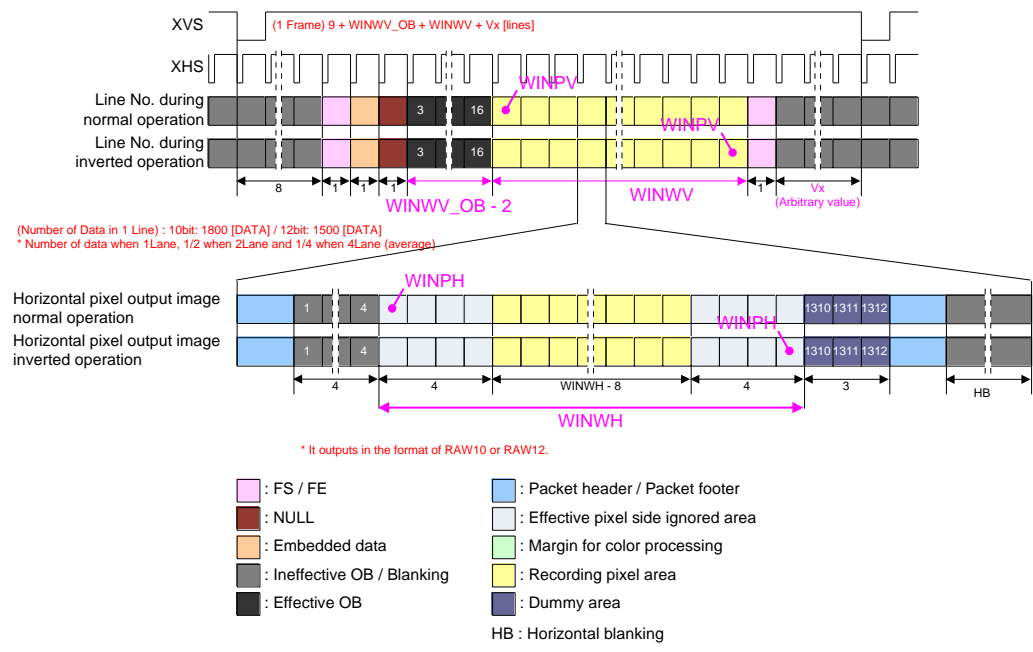 XVS
(1 Frame) 9 + WINWV_OB + WINWV + Vx [lines]
XHS
WINPV
Line No. during
normal operation
3
16
WINPV
Line No. during
inverted operation
3
16
8
1
1
1
WINWV_OB - 2
WINWV
1
Vx
(Arbitrary value)
(Number of Data in 1 Line) : 10bit: 1800 [DATA] / 12bit: 1500 [DATA]
* Number of data when 1Lane, 1/2 when 2Lane and 1/4 when 4Lane (average)
WINPH
Horizontal pixel output image
normal operation
1
4
1310 1311 1312
WINPH
Horizontal pixel output image
inverted operation
1
4
1310 1311 1312
4
4
WINWH - 8
4
3
HB
WINWH
* It outputs in the format of RAW10 or RAW12.
: FS / FE
: NULL
: Embedded data
: Ineffective OB / Blanking
: Effective OB
: Packet header / Packet footer
: Effective pixel side ignored area
: Margin for color processing
: Recording pixel area
: Dummy area
HB : Horizontal blanking